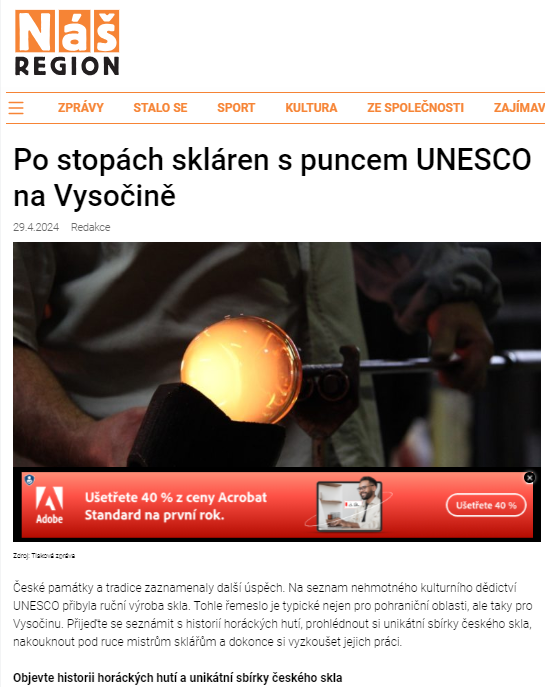 Náš
REGION
ZPRÁVY STALO SE SPORT KULTURA ZE SPOLEČNOSTI ZAJÍMAV
Po stopách skláren s puncem UNESCO
na Vysočině
29.4.2024 Redakce
Ušetřete 40 % z ceny Acrobat
Standard na první rok.
Adobe
Ušetřete 40 %
Zdroj: Tisková zpráva
České památky a tradice zaznamenaly další úspěch. Na seznam nehmotného kulturního dědictví
UNESCO přibyla ruční výroba skla. Tohle řemeslo je typické nejen pro pohraniční oblasti, ale taky pro
Vysočinu. Přijeďte se seznámit s historií horáckých hutí, prohlédnout si unikátní sbírky českého skla,
nakouknout pod ruce mistrům sklářům a dokonce si vyzkoušet jejich práci.
Objevte historii horáckých hutí a unikátní sbírky českého skla